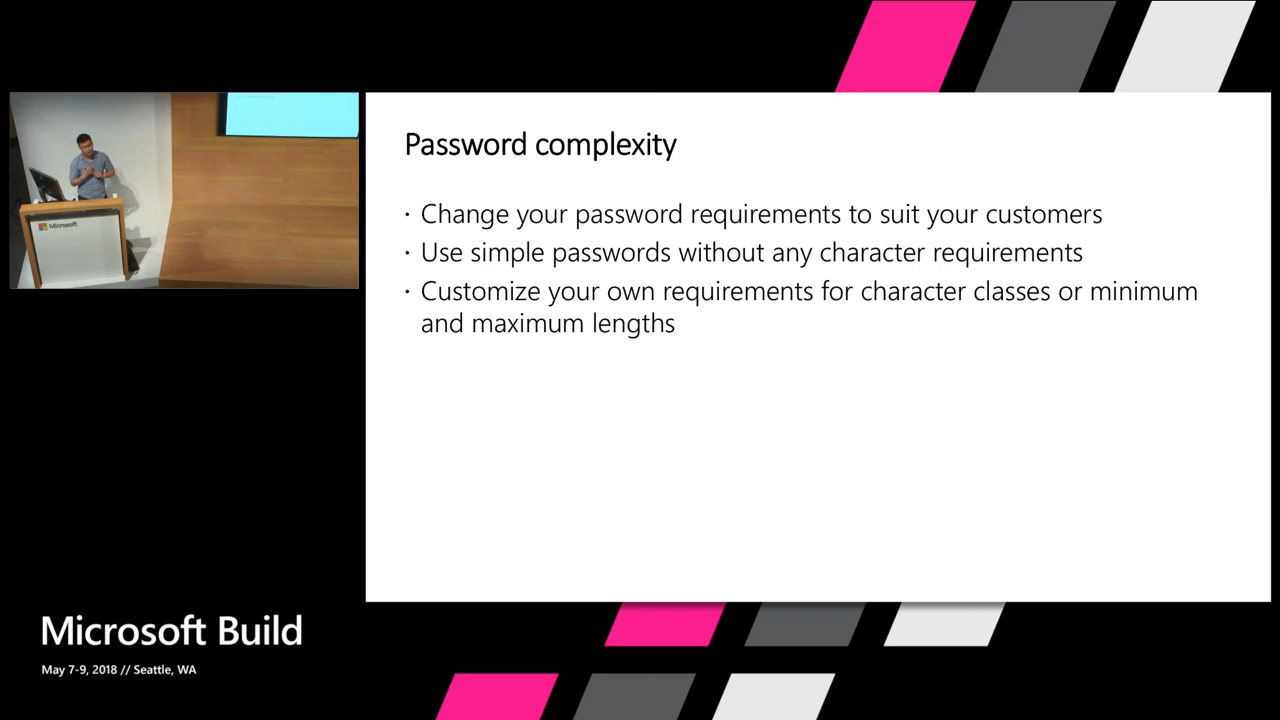 Microsoft
Password complexity
· Change your password requirements to suit your customers
· Use simple passwords without any character requirements
· Customize your own requirements for character classes or minimum
and maximum lengths
Microsoft Build
May 7-9, 2018 // Seattle, WA